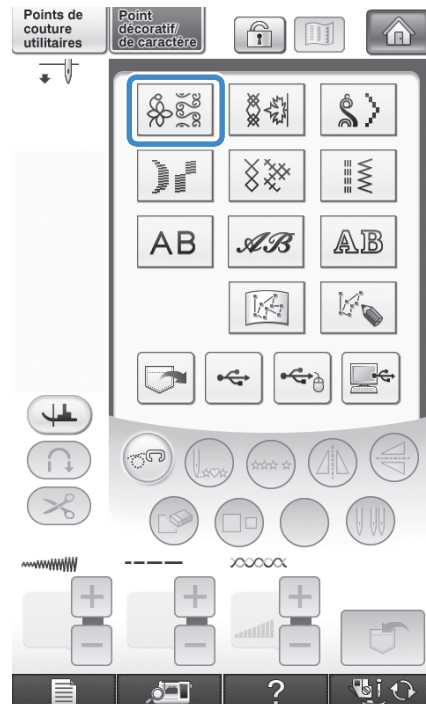 Points de
couture
utilitaires
Point
décoratif/
de caractère
AB
AB
AB
?
i